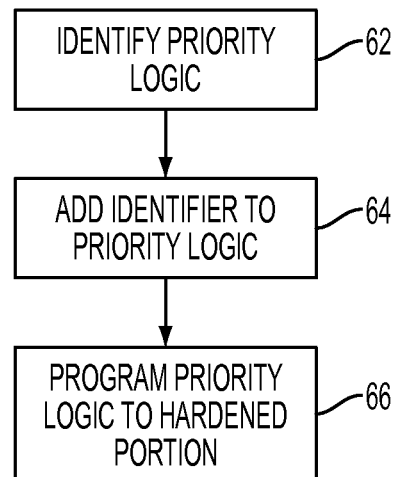 IDENTIFY PRIORITY
LOGIC
62
ADD IDENTIFIER TO
PRIORITY LOGIC
64
PROGRAM PRIORITY
LOGIC TO HARDENED
PORTION
66